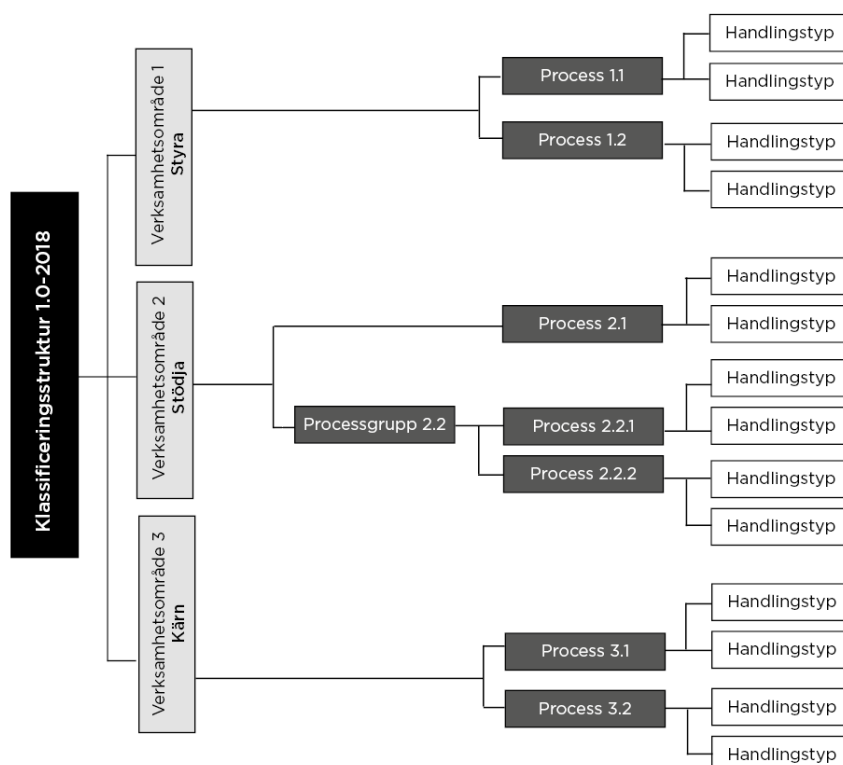 Klassificeringsstruktur 1.0-2018
Verksamhetsområde 1
Styra
Process 1.1
Handlingstyp
Handlingstyp
Process 1.2
Handlingstyp
Handlingstyp
Verksamhetsområde 2
Stödja
Process 2.1
Handlingstyp
Handlingstyp
Processgrupp 2.2
Process 2.2.1
Handlingstyp
Handlingstyp
Process 2.2.2
Handlingstyp
Handlingstyp
Verksamhetsområde 3
Kärn
Process 3.1
Handlingstyp
Handlingstyp
Process 3.2
Handlingstyp
Handlingstyp